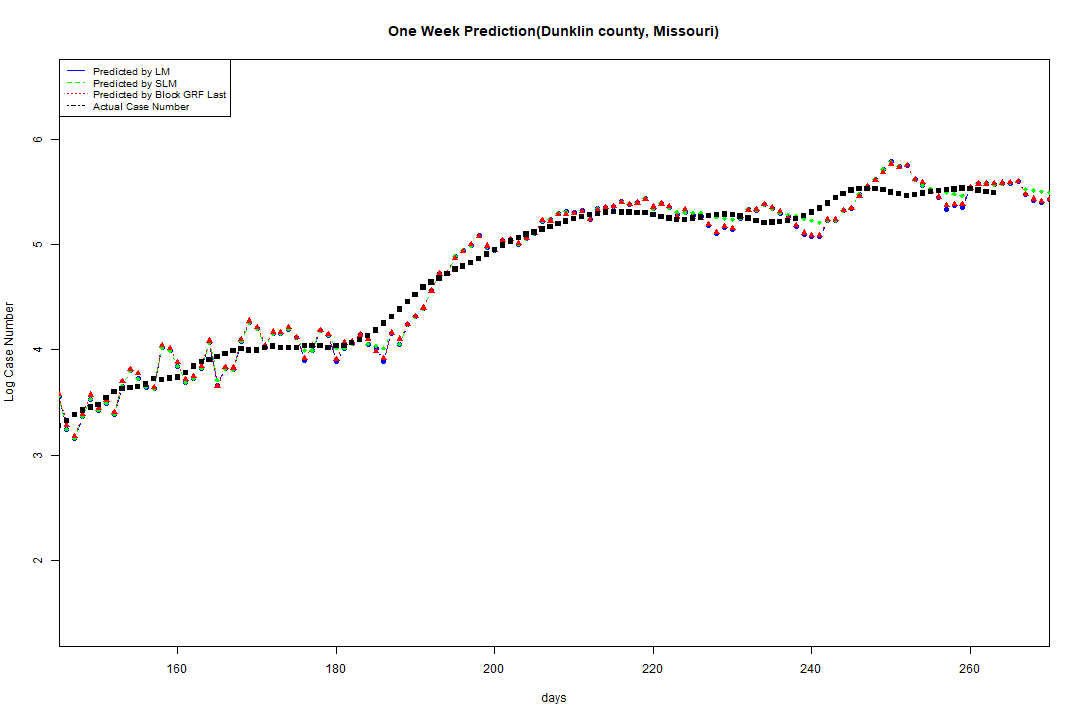 One Week Prediction(Dunklin county, Missouri)
Predicted by LM
Predicted by SLM
Predicted by Block GRF Last
Actual Case Number
6
5
4
3
2
Log Case Number
160 180 200 220 240 260
days